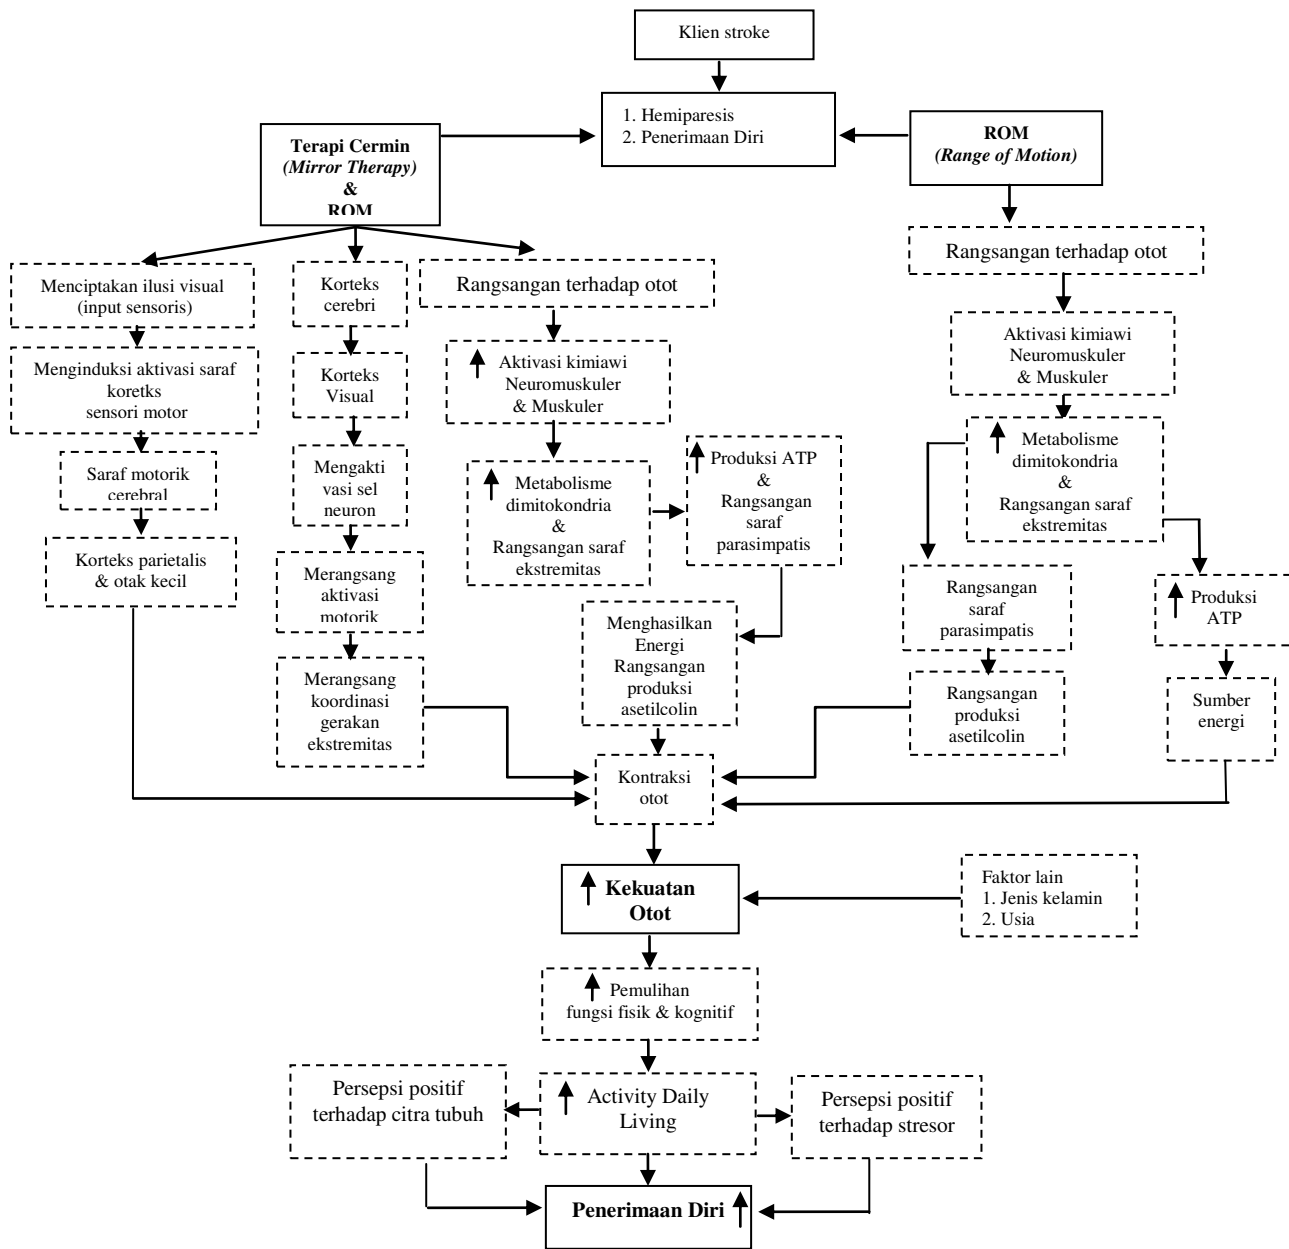 Klien stroke
1. Hemiparesis
2. Penerimaan Diri
Terapi Cermin
(Mirror Therapy)
&
ROM
ROM
(Range of Motion)
Menciptakan ilusi visual
(input sensoris)
Korteks
cerebri
Rangsangan terhadap otot
Rangsangan terhadap otot
Menginduksi aktivasi saraf
koretks
sensori motor
Korteks
Visual
Aktivasi kimiawi
Neuromuskuler
& Muskuler
Aktivasi kimiawi
Neuromuskuler
& Muskuler
Saraf motorik
cerebral
Mengakti
vasi sel
neuron
Metabolisme
dimitokondria
&
Rangsangan saraf
ekstremitas
Produksi ATP
&
Rangsangan
saraf
parasimpatis
Metabolisme
dimitokondria
&
Rangsangan saraf
ekstremitas
Korteks parietalis
& otak kecil
Merangsang
aktivasi
motorik
Menghasilkan
Energi
Rangsangan
produksi
asetilcolin
Rangsangan
saraf
parasimpatis
Produksi
ATP
Merangsang
koordinasi
gerakan
ekstremitas
Rangsangan
produksi
asetilcolin
Sumber
energi
Kontraksi
otot
Kekuatan
Otot
Faktor lain
1. Jenis kelamin
2. Usia
Pemulihan
fungsi fisik & kognitif
Persepsi positif
terhadap citra tubuh
Activity Daily
Living
Persepsi positif
terhadap stresor
Penerimaan Diri